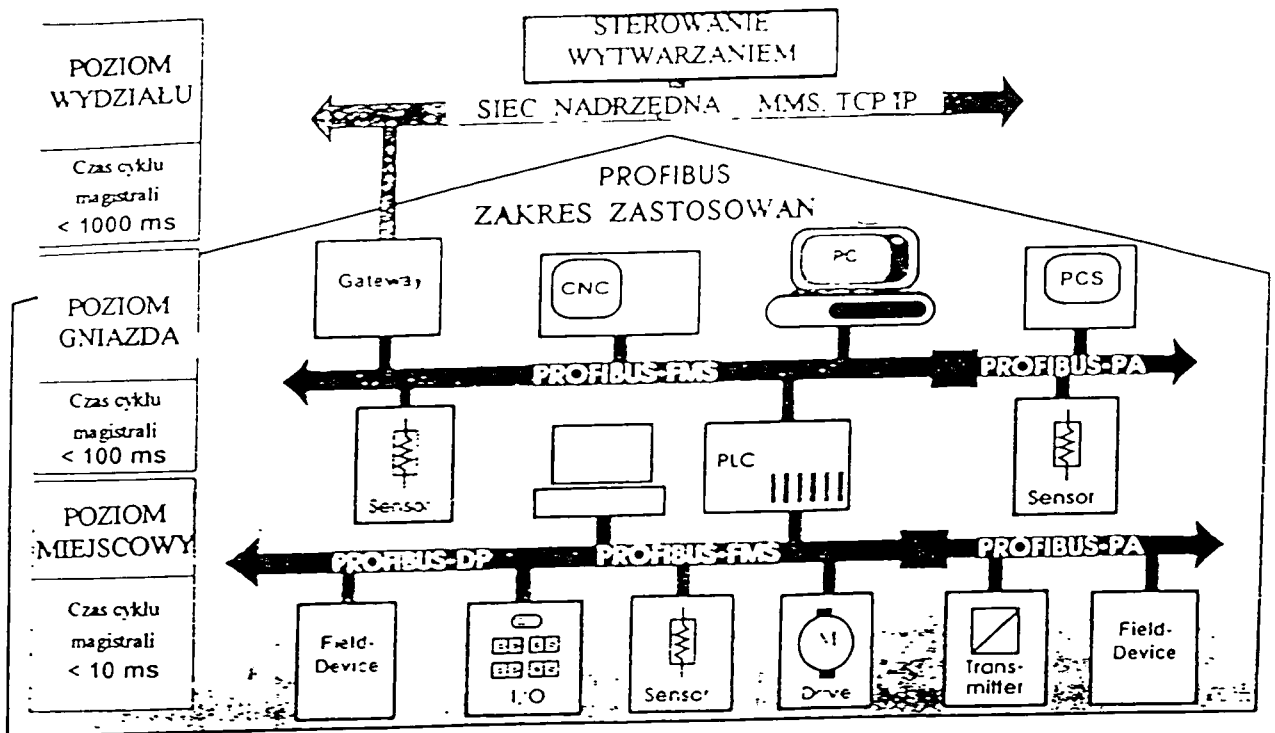 STEROWANIE
WYTWARZANIEM
POZIOM
WYDZIAŁU
SIEC NADRZĘDNA MMS. TCP IP
Czas cyklu
magistrali
< 1000 ms
PROFIBUS
ZAKRES ZASTOSOWAN
Gateway
CNC
PC
PCS
POZIOM
GNIAZDA
PROFIBUS-FMS
PROFIBUS-PA
Czas cyklu
magistrali
< 100 ms
Sensor
PLC
Sensor
POZIOM
MIEJSCOWY
PROFIBUS-DP
PROFIBUS-FMS
PROFIBUS-PA
Czas cyklu
magistrali
< 10 ms
Field-
Device
I/O
Sensor
M
Drive
Trans-
mitter
Field-
Device